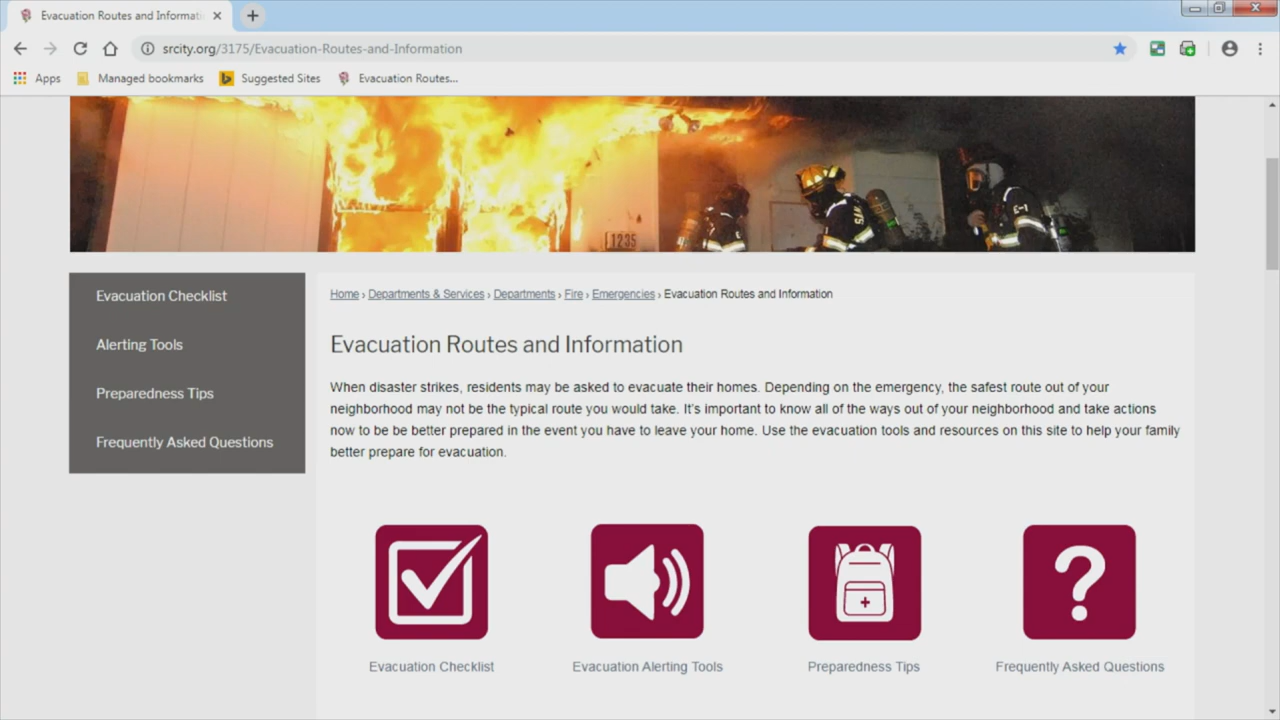 Evacuation Routes and Informati
srcity.org/3175/Evacuation-Routes-and-Information
Apps Managed bookmarks Suggested Sites Evacuation Routes...
1235
E-1
Evacuation Checklist
Alerting Tools
Preparedness Tips
Frequently Asked Questions
Home › Departments & Services › Departments › Fire › Emergencies › Evacuation Routes and Information
Evacuation Routes and Information
When disaster strikes, residents may be asked to evacuate their homes. Depending on the emergency, the safest route out of your
neighborhood may not be the typical route you would take. It's important to know all of the ways out of your neighborhood and take actions
now to be be better prepared in the event you have to leave your home. Use the evacuation tools and resources on this site to help your family
better prepare for evacuation.
Evacuation Checklist Evacuation Alerting Tools Preparedness Tips Frequently Asked Questions